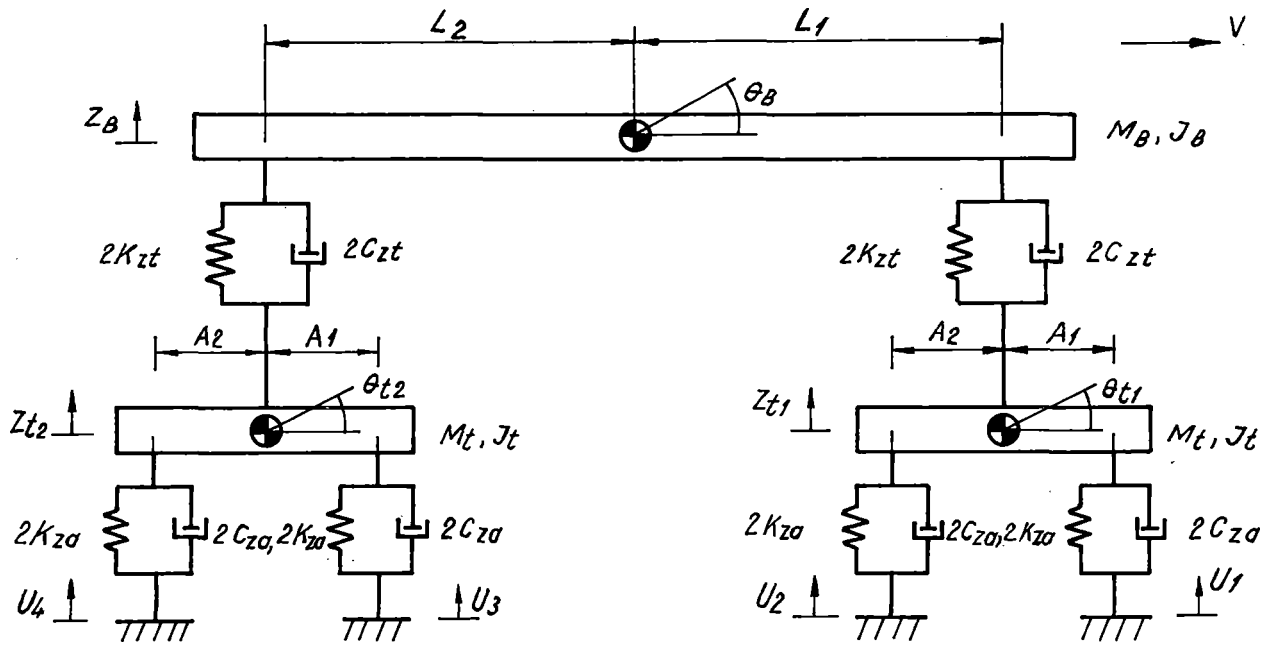 L2 L1 V
ZB θB MB, JB
2Kzt 2Czt 2Kzt 2Czt
A2 A1 A2 A1
Zt2 θt2 Mt, Jt Zt1 θt1 Mt, Jt
2Kza 2Cza, 2Kza 2Cza 2Kza 2Cza, 2Kza 2Cza
U4 U3 U2 U1